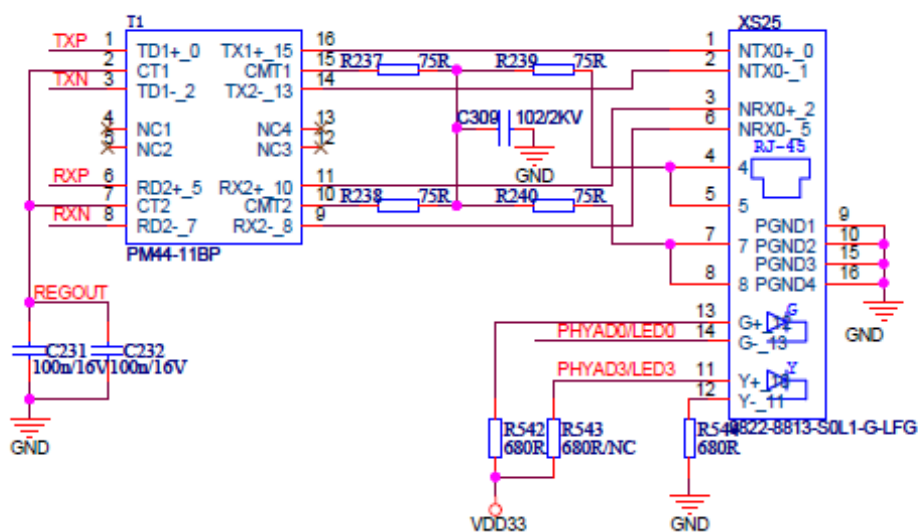 T1
XS25
TXP 1 TD1+_0 TX1+_15 16 1 NTX0+_0
2 CT1 CMT1 15 R237 75R R239 75R 2 NTX0-_1
TXN 3 TD1-_2 TX2-_13 14
3 NRX0+_2
4 NC1 NC4 13 C309 102/2KV 6 NRX0-_5
5 NC2 NC3 12 RJ-45
GND 4 4
RXP 6 RD2+_5 RX2+_10 11
7 CT2 CMT2 10 R238 75R R240 75R 5 5
RXN 8 RD2-_7 RX2-_8 9 PGND1 9
PM44-11BP 7 7 PGND2 10
PGND3 15
8 8 PGND4 16
REGOUT
13 G+ G GND
PHYAD0/LED0 14 G-_13
C231 C232
100n/16V 100n/16V PHYAD3/LED3 11 Y+ Y
12 Y-_11
R542 R543 822-8813-S0L1-G-LFG
680R 680R/NC 680R
GND
VDD33 GND